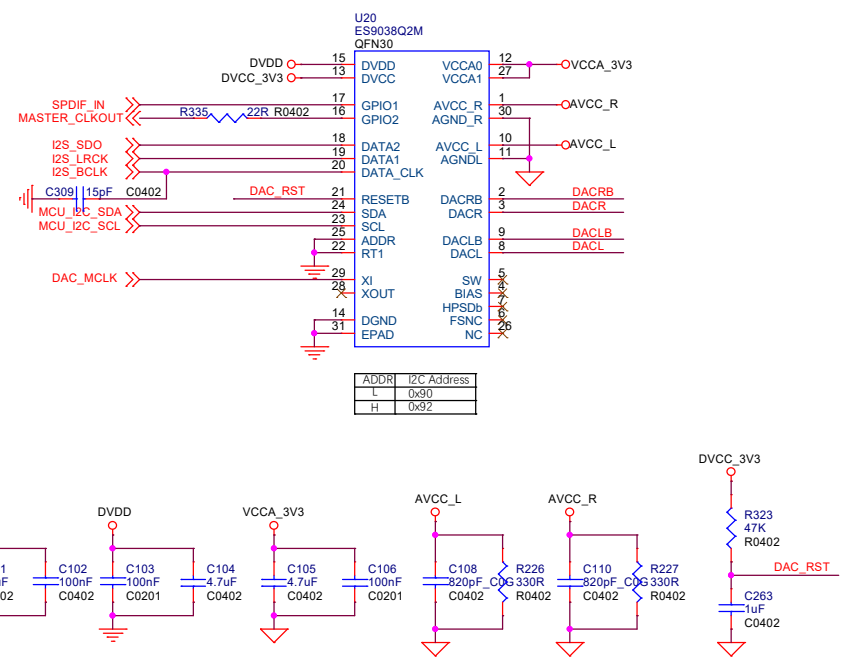 U20
ES9038Q2M
QFN30
DVDD 15 DVDD VCCA0 12 VCCA_3V3
DVCC_3V3 13 DVCC VCCA1 27
SPDIF_IN 17 GPIO1 AVCC_R 1 AVCC_R
MASTER_CLKOUT R335 22R R0402 16 GPIO2 AGND_R 30
I2S_SDO 18 DATA2 AVCC_L 10 AVCC_L
I2S_LRCK 19 DATA1 AGNDL 11
I2S_BCLK 20 DATA_CLK
C309 15pF C0402 DAC_RST 21 RESETB DACRB 2 DACRB
MCU_I2C_SDA 24 SDA DACR 3 DACR
MCU_I2C_SCL 23 SCL
25 ADDR DACLB 9 DACLB
22 RT1 DACL 8 DACL
DAC_MCLK 29 XI SW 5
28 XOUT BIAS 4
HPSDb 7
14 DGND FSNC 6
31 EPAD NC 26
ADDR I2C Address
L 0x90
H 0x92
DVCC_3V3
DVDD VCCA_3V3 AVCC_L AVCC_R
R323
47K
R0402
DAC_RST
1 C102 C103 C104 C105 C106 C108 R226 C110 R227
F 100nF 100nF 4.7uF 4.7uF 100nF 820pF_C0G 330R 820pF_C0G 330R
02 C0402 C0201 C0402 C0402 C0201 C0402 R0402 C0402 R0402
C263
1uF
C0402